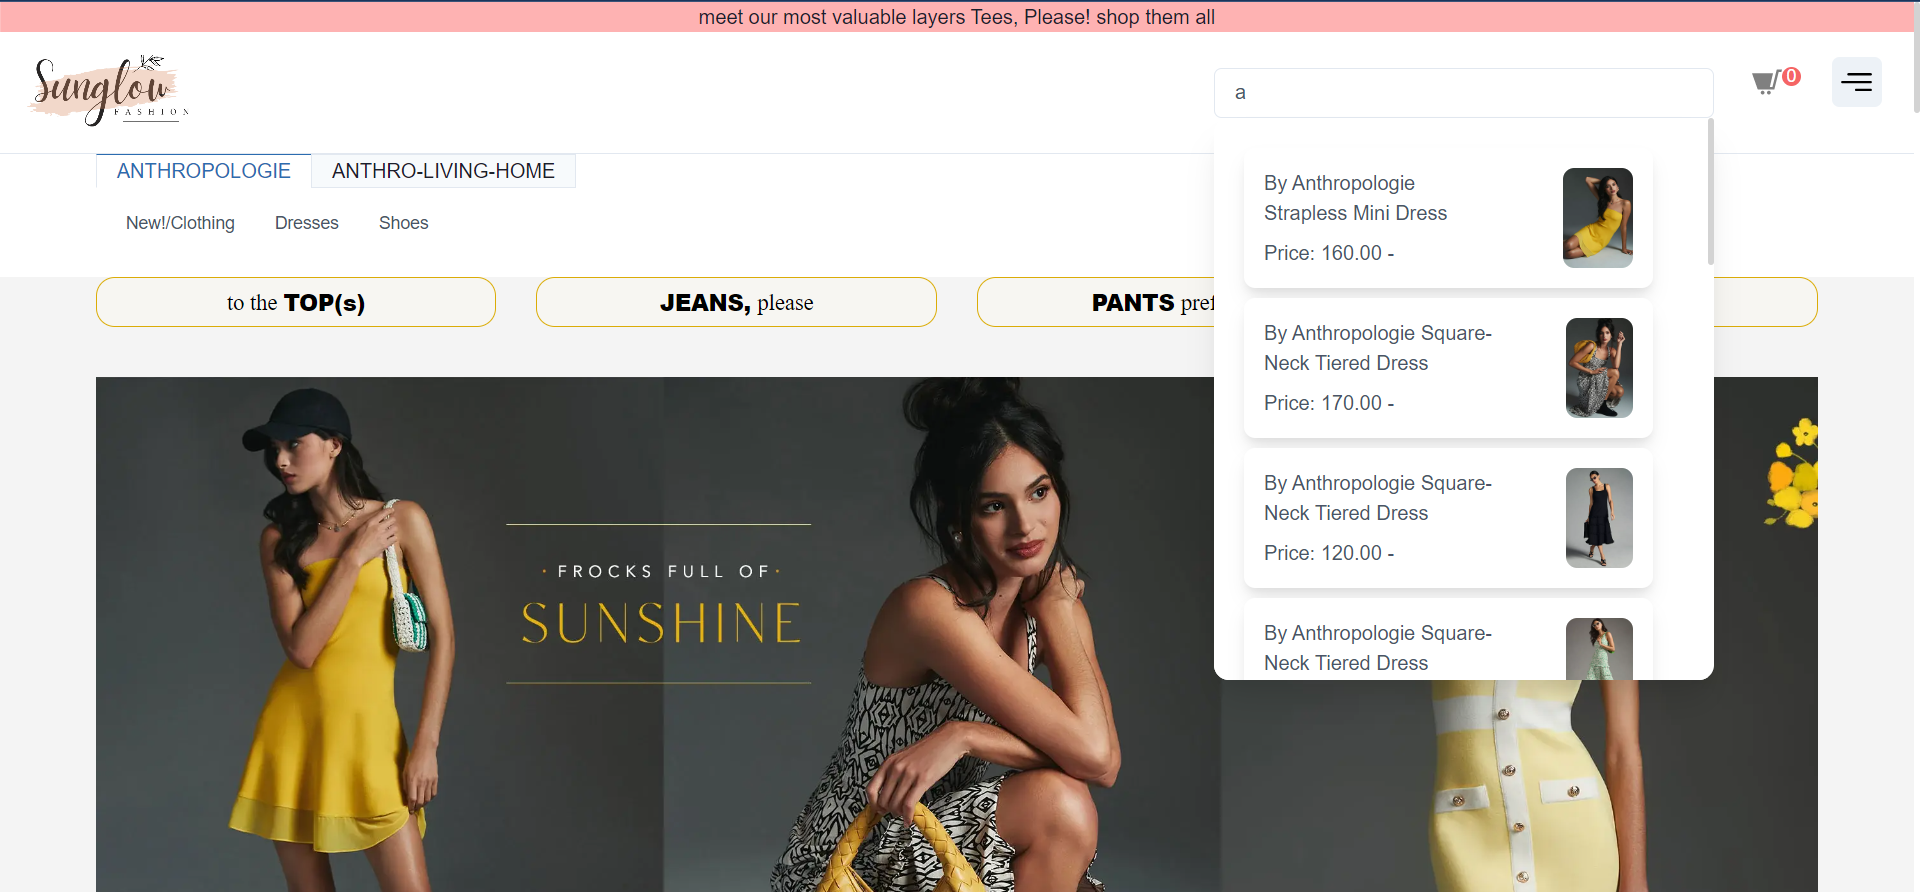 meet our most valuable layers Tees, Please! shop them all
Sunglow
FASHION
a
0
ANTHROPOLOGIE
ANTHRO-LIVING-HOME
New!/Clothing
Dresses
Shoes
By Anthropologie
Strapless Mini Dress
Price: 160.00 -
By Anthropologie Square-
Neck Tiered Dress
Price: 170.00 -
By Anthropologie Square-
Neck Tiered Dress
Price: 120.00 -
By Anthropologie Square-
Neck Tiered Dress
to the TOP(s)
JEANS, please
PANTS
· FROCKS FULL OF ·
SUNSHINE